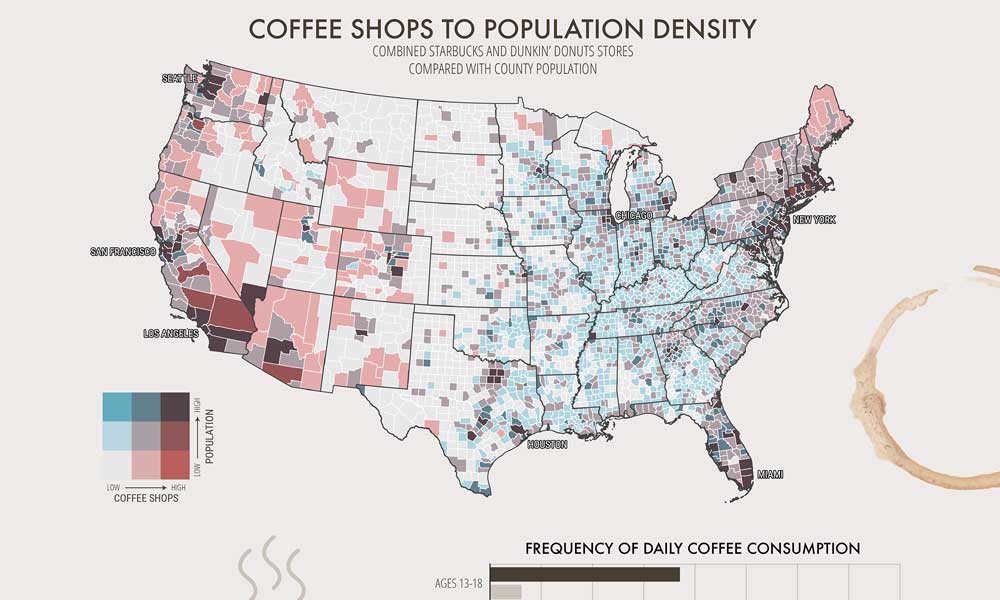 COFFEE SHOPS TO POPULATION DENSITY
COMBINED STARBUCKS AND DUNKIN' DONUTS STORES
COMPARED WITH COUNTY POPULATION
SEATTLE
CHICAGO
NEW YORK
SAN FRANCISCO
LOS ANGELES
HOUSTON
MIAMI
HIGH
POPULATION
LOW
LOW
HIGH
COFFEE SHOPS
FREQUENCY OF DAILY COFFEE CONSUMPTION
AGES 13-18